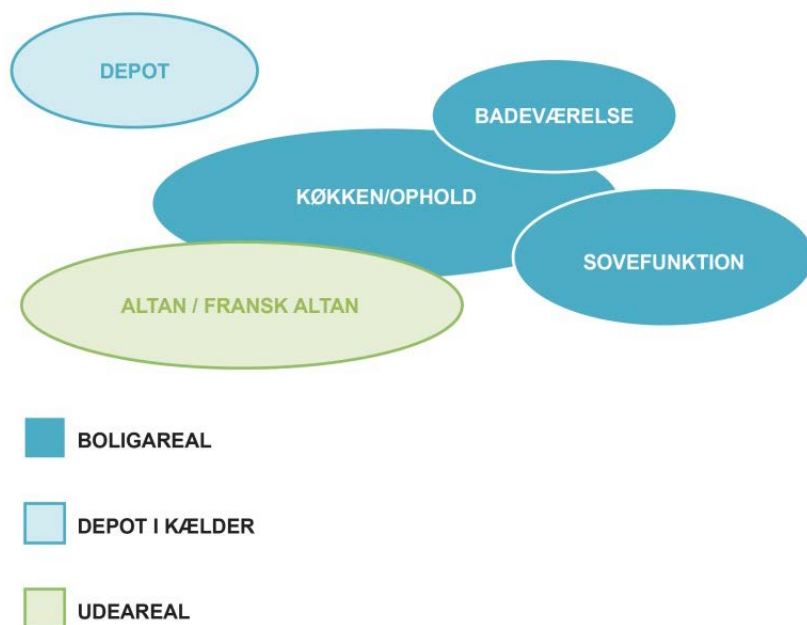 DEPOT
BADEVÆRELSE
KØKKEN/OPHOLD
SOVEFUNKTION
ALTAN / FRANSK ALTAN
BOLIGAREAL
DEPOT I KÆLDER
UDEAREAL